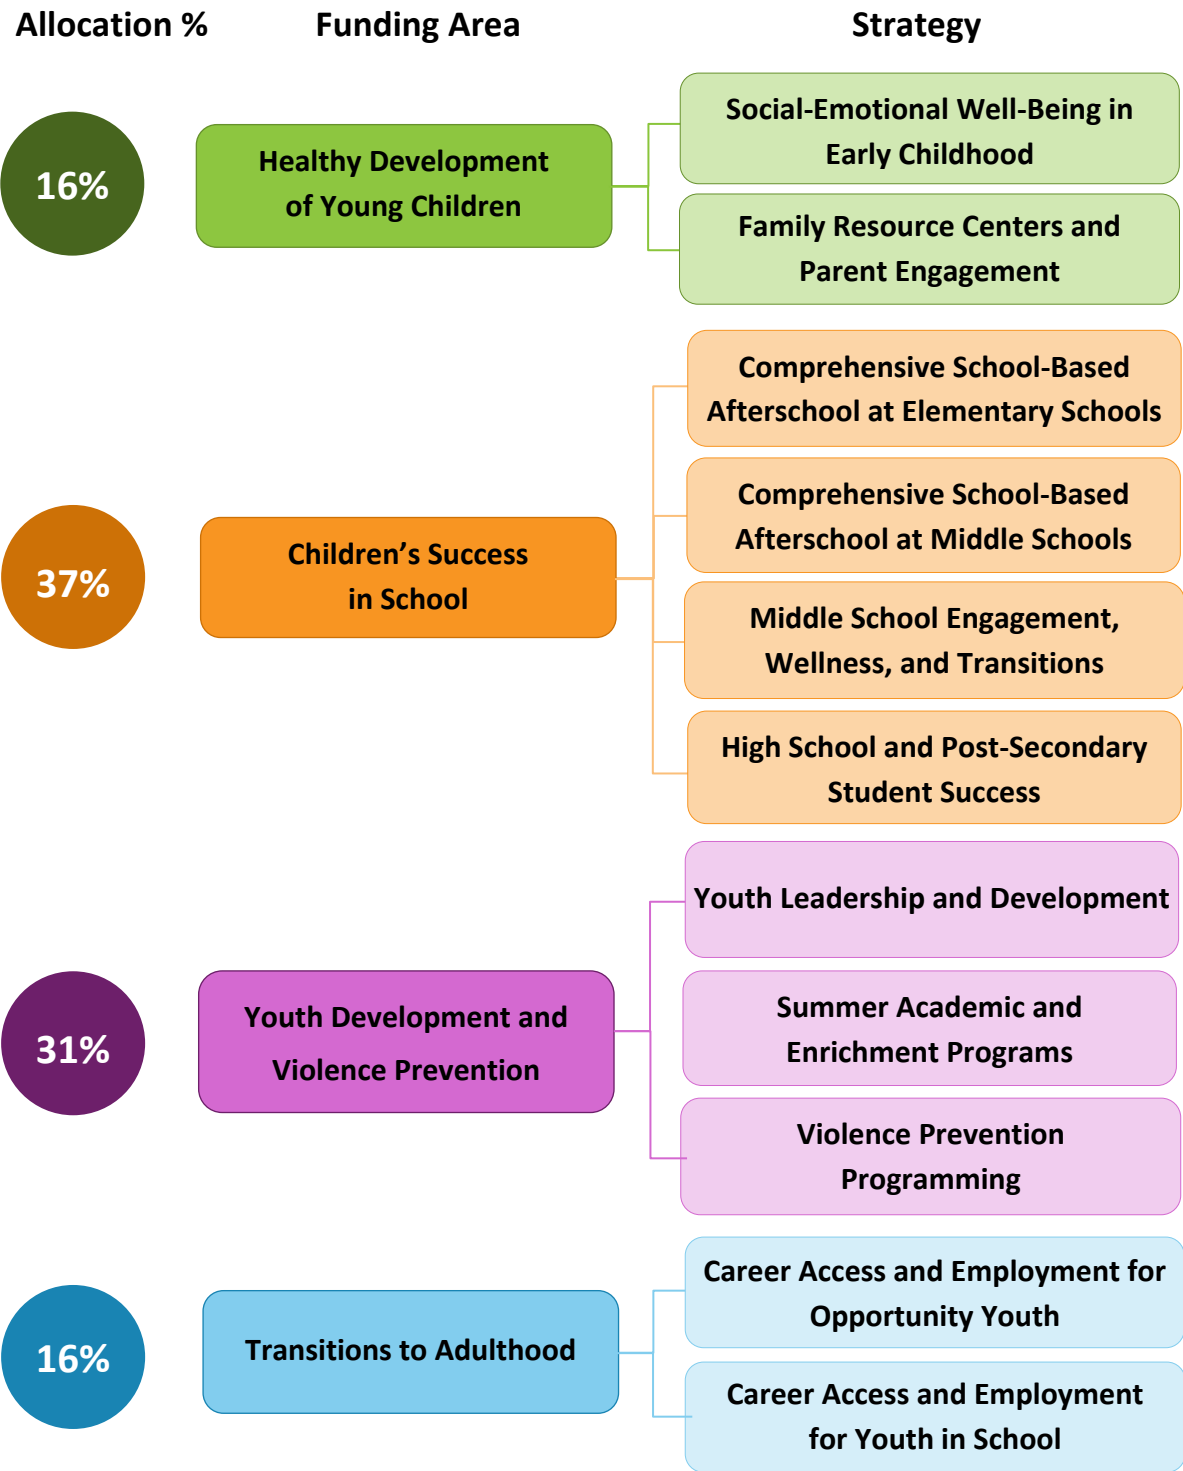 Allocation % Funding Area Strategy
16%
Healthy Development
of Young Children
Social-Emotional Well-Being in
Early Childhood
Family Resource Centers and
Parent Engagement
37%
Children’s Success
in School
Comprehensive School-Based
Afterschool at Elementary Schools
Comprehensive School-Based
Afterschool at Middle Schools
Middle School Engagement,
Wellness, and Transitions
High School and Post-Secondary
Student Success
31%
Youth Development and
Violence Prevention
Youth Leadership and Development
Summer Academic and
Enrichment Programs
Violence Prevention
Programming
16%
Transitions to Adulthood
Career Access and Employment for
Opportunity Youth
Career Access and Employment
for Youth in School